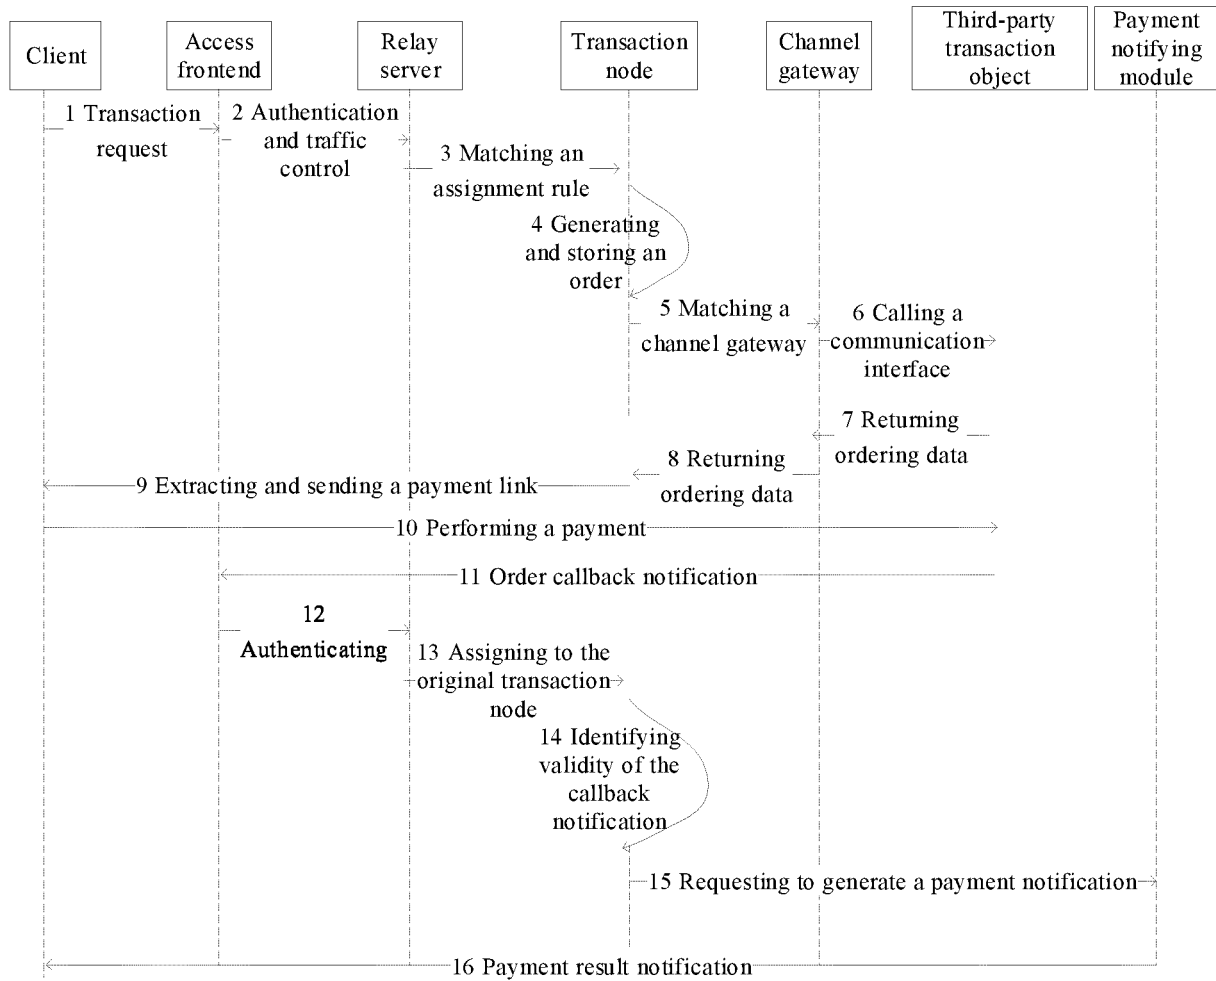 Client
Access
frontend
Relay
server
Transaction
node
Channel
gateway
Third-party
transaction
object
Payment
notifying
module
1 Transaction
request
2 Authentication
and traffic
control
3 Matching an
assignment rule
4 Generating
and storing an
order
5 Matching a
channel gateway
6 Calling a
communication
interface
7 Returning
ordering data
8 Returning
ordering data
9 Extracting and sending a payment link
10 Performing a payment
11 Order callback notification
12
Authenticating
13 Assigning to the
original transaction
node
14 Identifying
validity of the
callback
notification
15 Requesting to generate a payment notification
16 Payment result notification